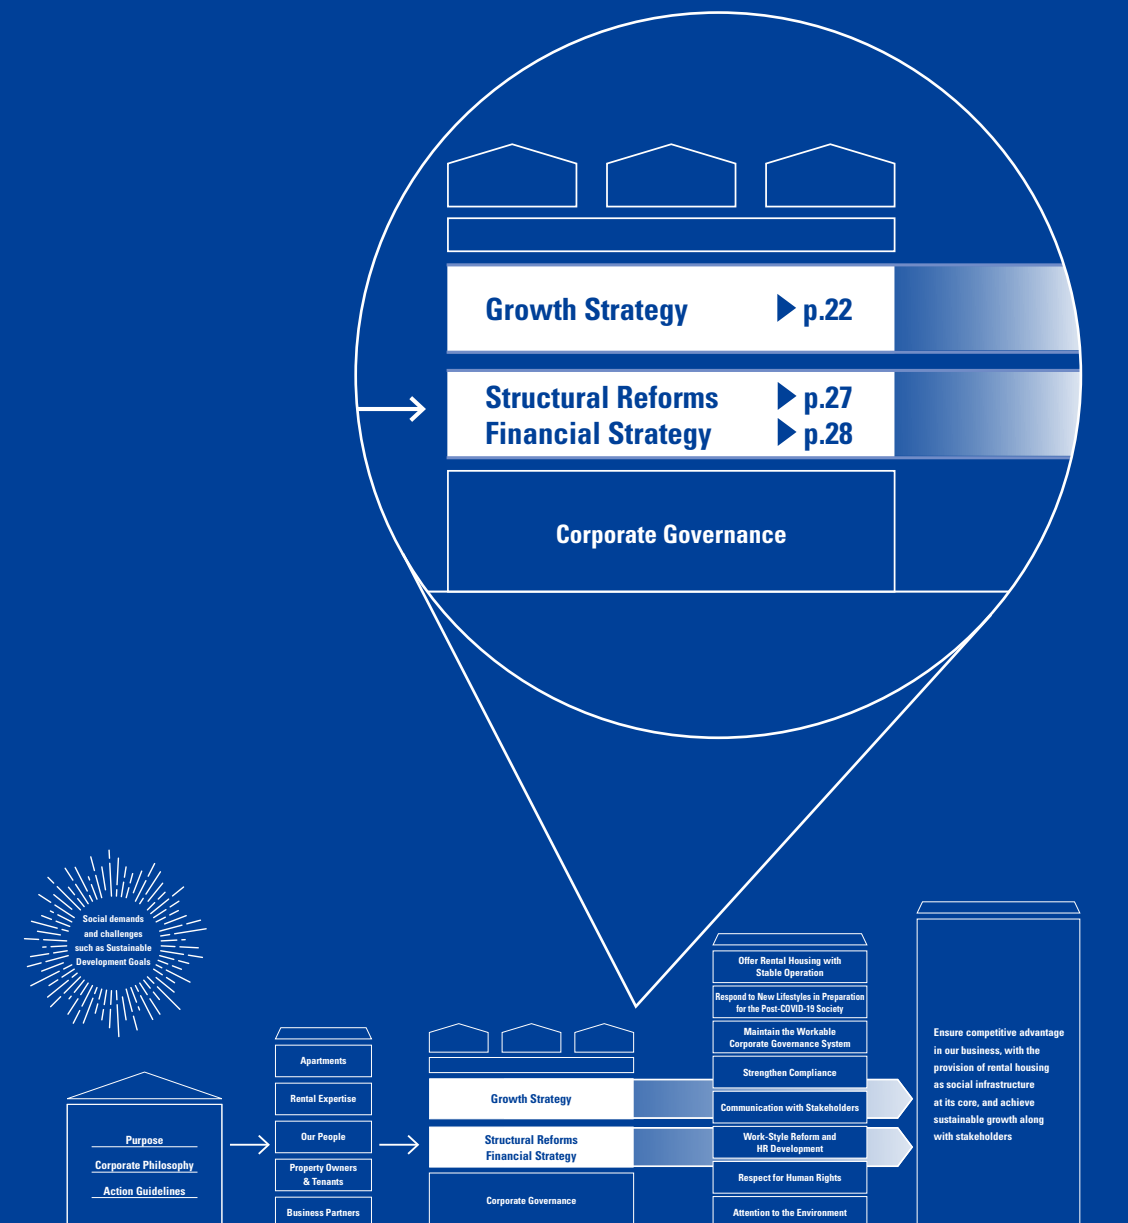 Growth Strategy p.22
Structural Reforms p.27
Financial Strategy p.28
Corporate Governance
Social demands
and challenges
such as Sustainable
Development Goals
Purpose
Corporate Philosophy
Action Guidelines
Apartments
Rental Expertise
Our People
Property Owners
& Tenants
Business Partners
Growth Strategy
Structural Reforms
Financial Strategy
Corporate Governance
Offer Rental Housing with
Stable Operation
Respond to New Lifestyles in Preparation
for the Post-COVID-19 Society
Maintain the Workable
Corporate Governance System
Strengthen Compliance
Communication with Stakeholders
Work-Style Reform and
HR Development
Respect for Human Rights
Attention to the Environment
Ensure competitive advantage
in our business, with the
provision of rental housing
as social infrastructure
at its core, and achieve
sustainable growth along
with stakeholders